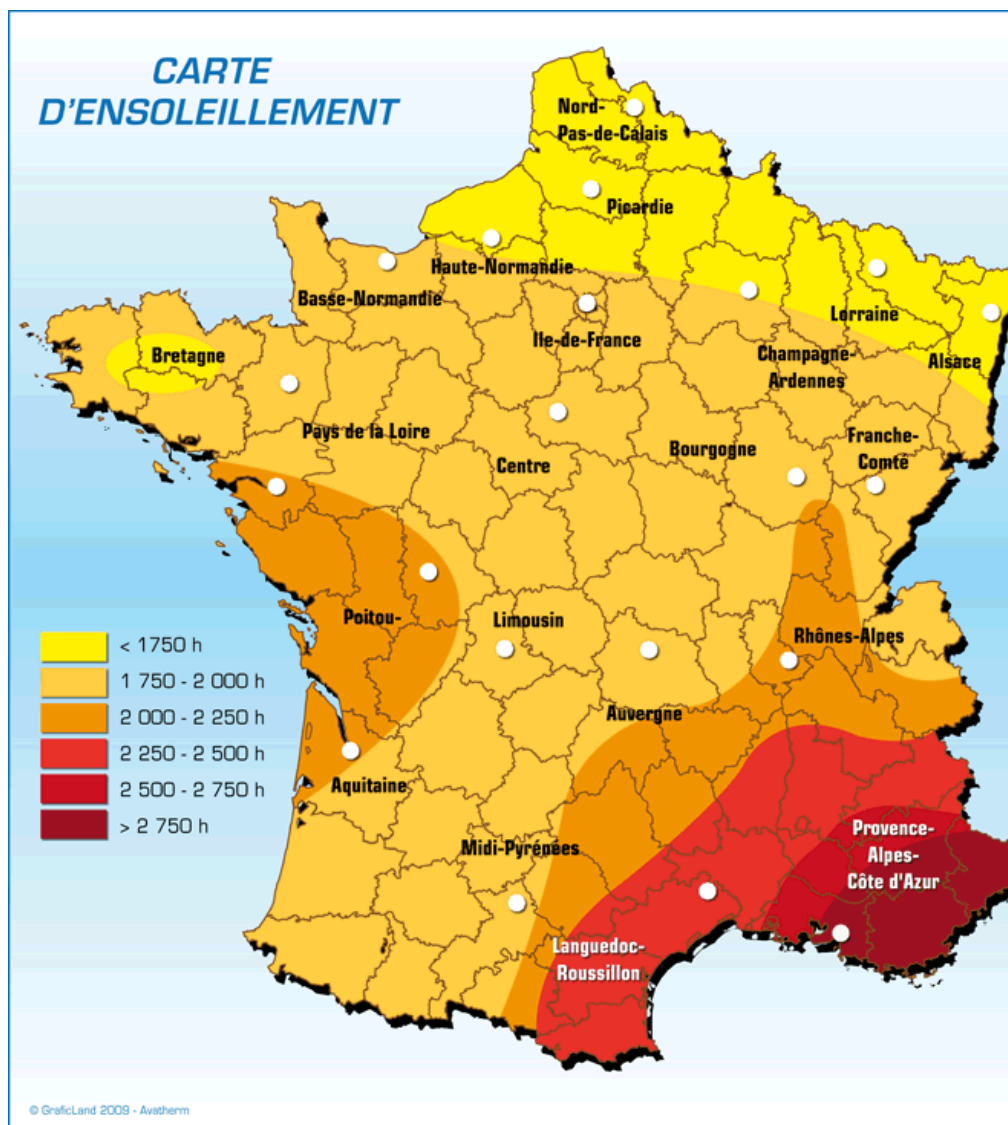 CARTE
D'ENSOLEILLEMENT
Nord-
Pas-de-Calais
Picardie
Haute-Normandie
Basse-Normandie
Ile-de-France
Lorraine
Champagne-
Ardennes
Alsace
Bretagne
Pays de la Loire
Centre
Bourgogne
Franche-
Comté
Poitou-
Limousin
Rhônes-Alpes
Auvergne
Aquitaine
Midi-Pyrénées
Provence-
Alpes-
Côte d'Azur
Languedoc-
Roussillon
< 1750 h
1 750 - 2 000 h
2 000 - 2 250 h
2 250 - 2 500 h
2 500 - 2 750 h
> 2 750 h
© GraficLand 2009 - Avatherm